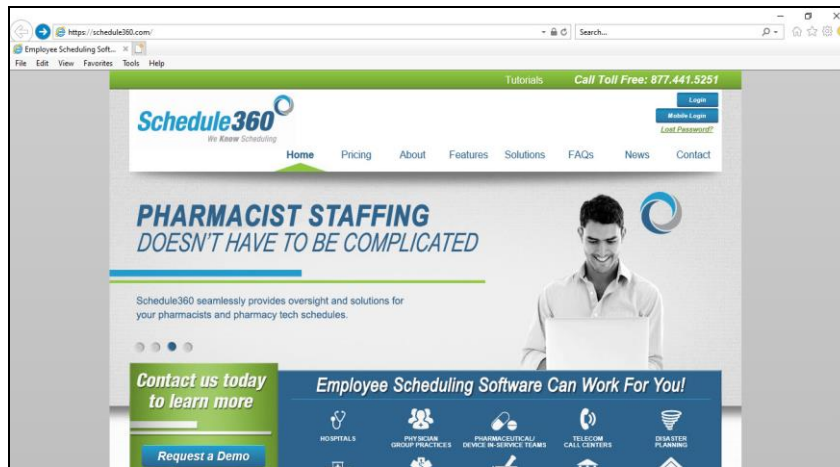 https://schedule360.com/
Search...
Employee Scheduling Soft...
File Edit View Favorites Tools Help
Tutorials Call Toll Free: 877.441.5251
Schedule360
We Know Scheduling
Login
Mobile Login
Lost Password?
Home Pricing About Features Solutions FAQs News Contact
PHARMACIST STAFFING
DOESN'T HAVE TO BE COMPLICATED
Schedule360 seamlessly provides oversight and solutions for
your pharmacists and pharmacy tech schedules.
Contact us today
to learn more
Request a Demo
Employee Scheduling Software Can Work For You!
HOSPITALS
PHYSICIAN
GROUP PRACTICES
PHARMACEUTICAL/
DEVICE IN-SERVICE TEAMS
TELECOM
CALL CENTERS
DISASTER
PLANNING